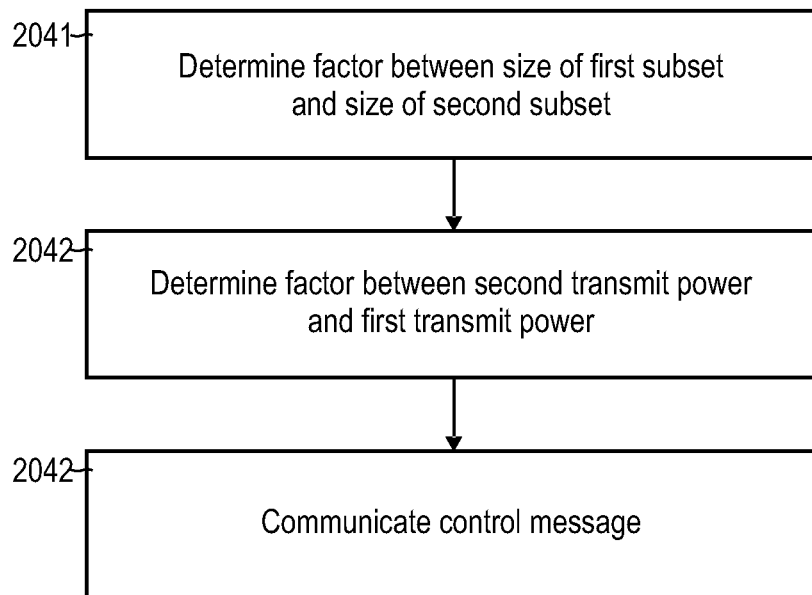 2041
Determine factor between size of first subset
and size of second subset
2042
Determine factor between second transmit power
and first transmit power
2042
Communicate control message